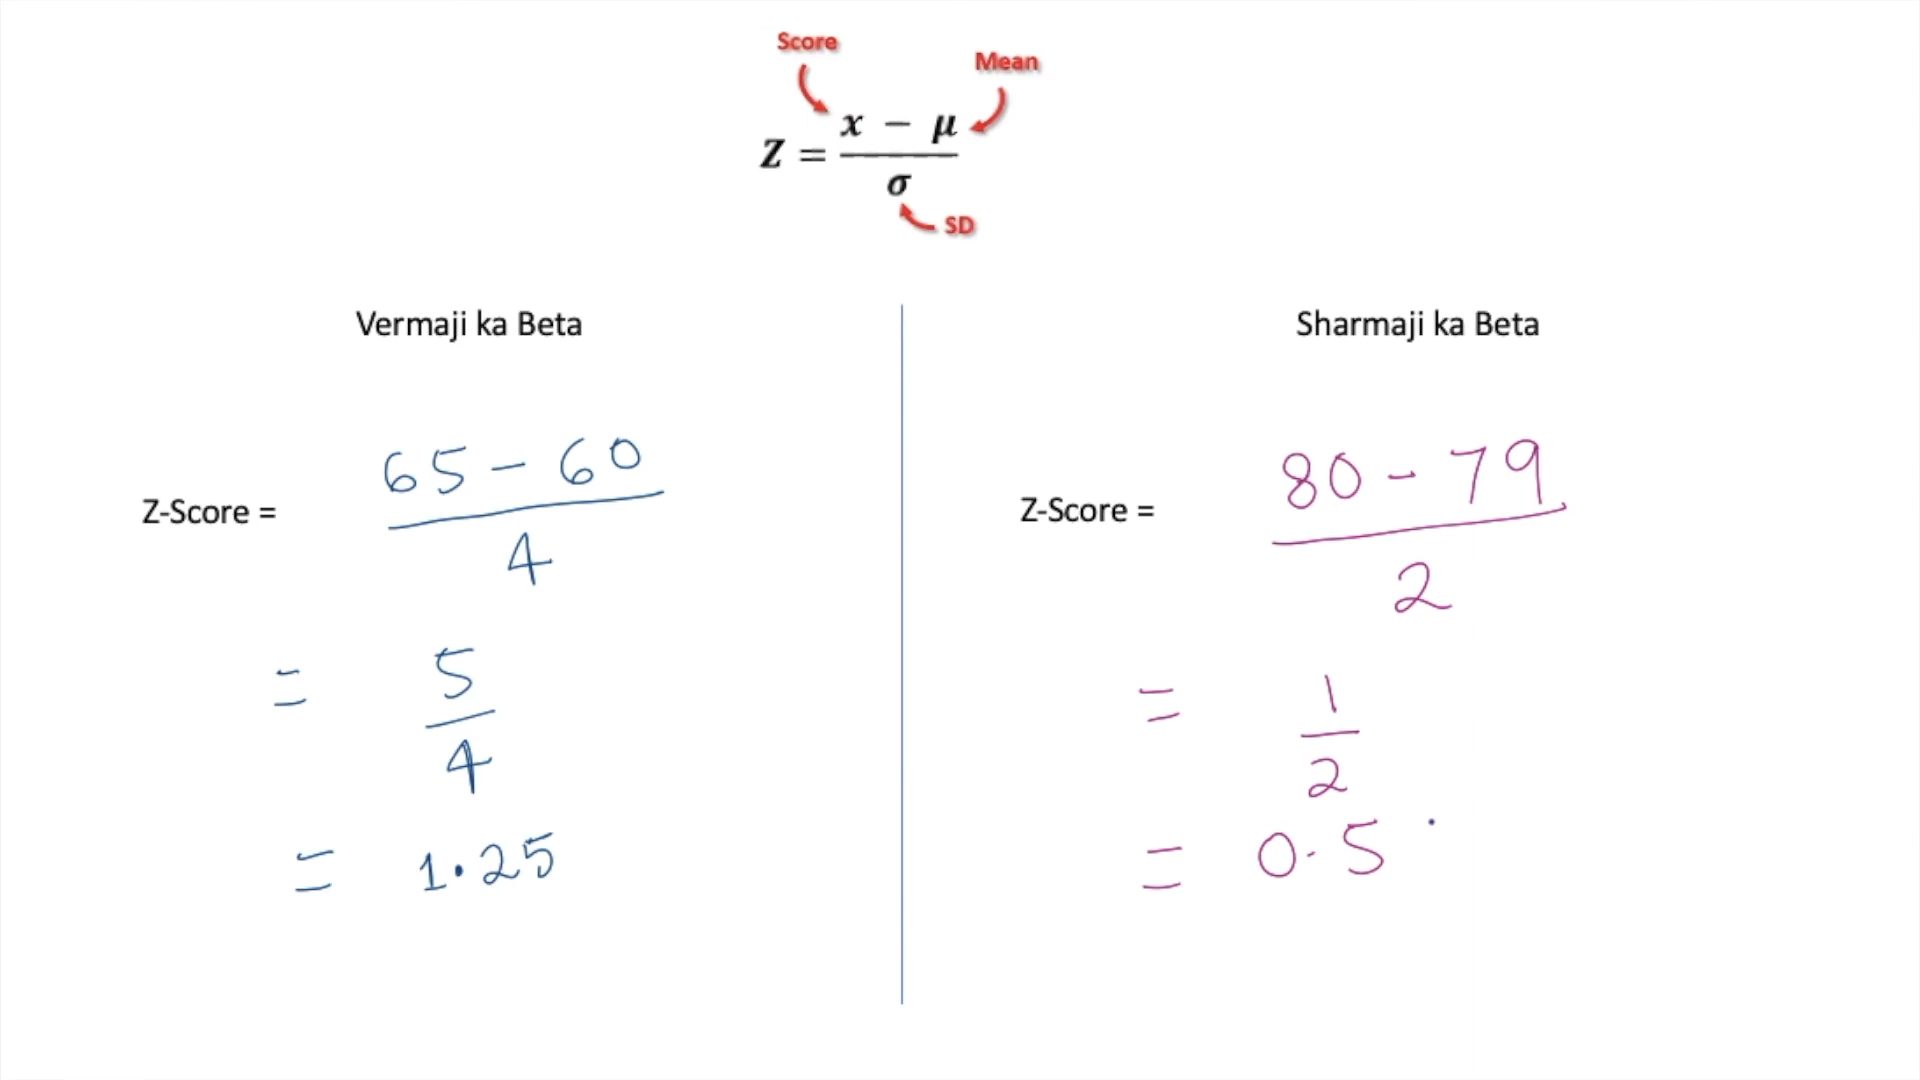 Score
Mean
Z = x − μ
σ
SD
Vermaji ka Beta
Z-Score =
65 - 60
4
=
5
4
= 1.25
Sharmaji ka Beta
Z-Score =
80 - 79
2
=
1
2
= 0.5